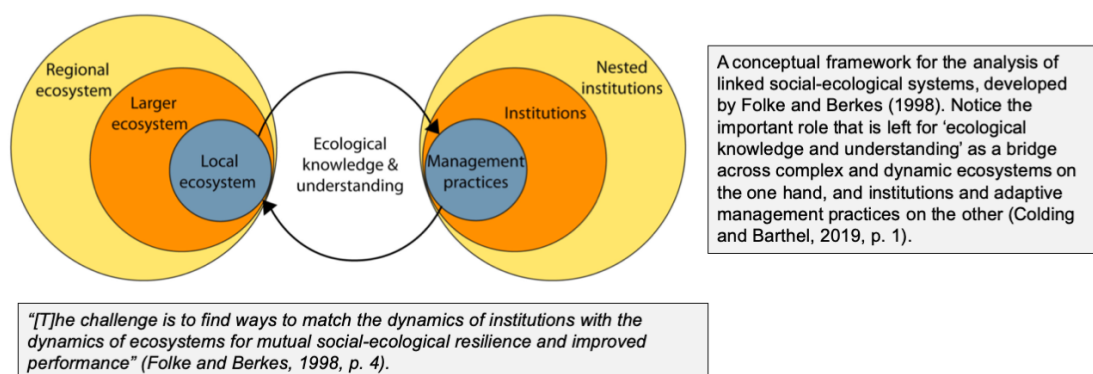 Regional
ecosystem
Larger
ecosystem
Local
ecosystem
Ecological
knowledge &
understanding
Nested
institutions
Institutions
Management
practices
A conceptual framework for the analysis of
linked social-ecological systems, developed
by Folke and Berkes (1998). Notice the
important role that is left for ‘ecological
knowledge and understanding’ as a bridge
across complex and dynamic ecosystems on
the one hand, and institutions and adaptive
management practices on the other (Colding
and Barthel, 2019, p. 1).
“[T]he challenge is to find ways to match the dynamics of institutions with the
dynamics of ecosystems for mutual social-ecological resilience and improved
performance” (Folke and Berkes, 1998, p. 4).